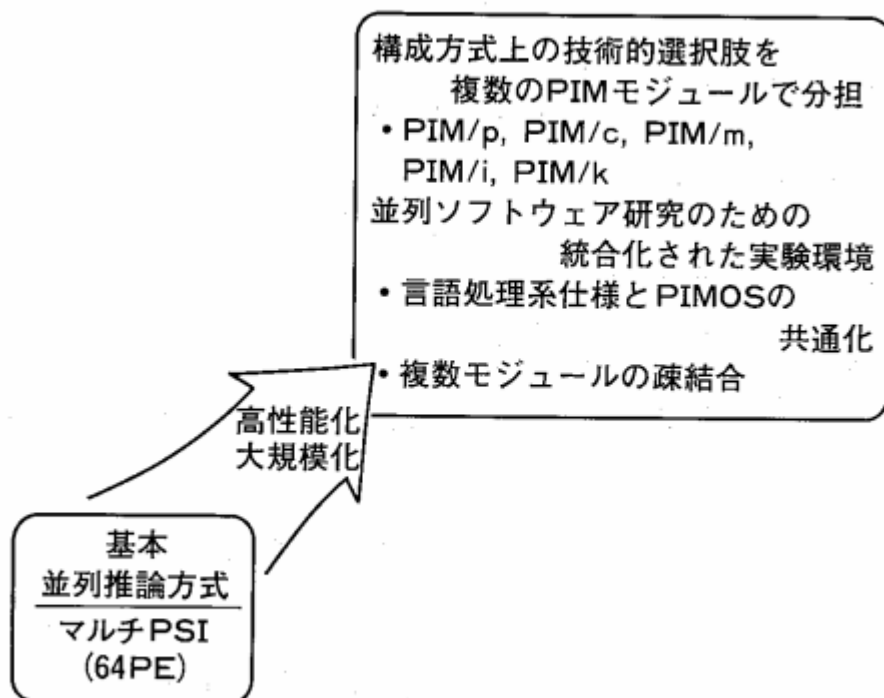 構成方式上の技術的選択肢を
複数のPIMモジュールで分担
・PIM/p, PIM/c, PIM/m,
PIM/i, PIM/k
並列ソフトウェア研究のための
統合化された実験環境
・言語処理系仕様とPIMOSの
共通化
・複数モジュールの疎結合
高性能化
大規模化
基本
並列推論方式
マルチPSI
(64PE)